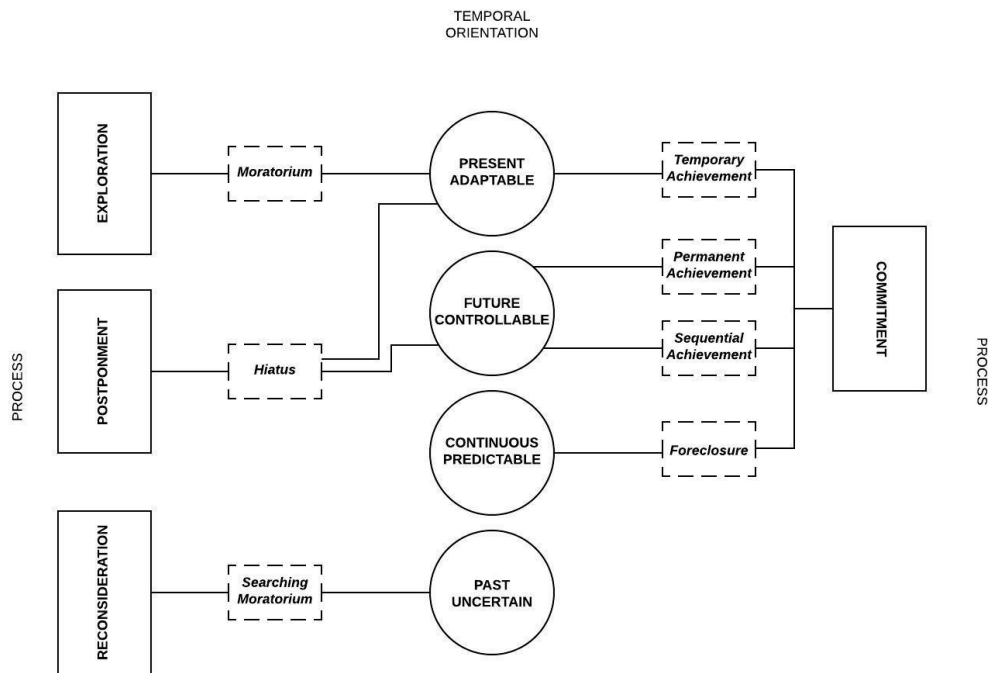 TEMPORAL
ORIENTATION
EXPLORATION
Moratorium
PRESENT
ADAPTABLE
Temporary
Achievement
Permanent
Achievement
COMMITMENT
FUTURE
CONTROLLABLE
POSTPONMENT
Hiatus
Sequential
Achievement
PROCESS
PROCESS
CONTINUOUS
PREDICTABLE
Foreclosure
RECONSIDERATION
Searching
Moratorium
PAST
UNCERTAIN